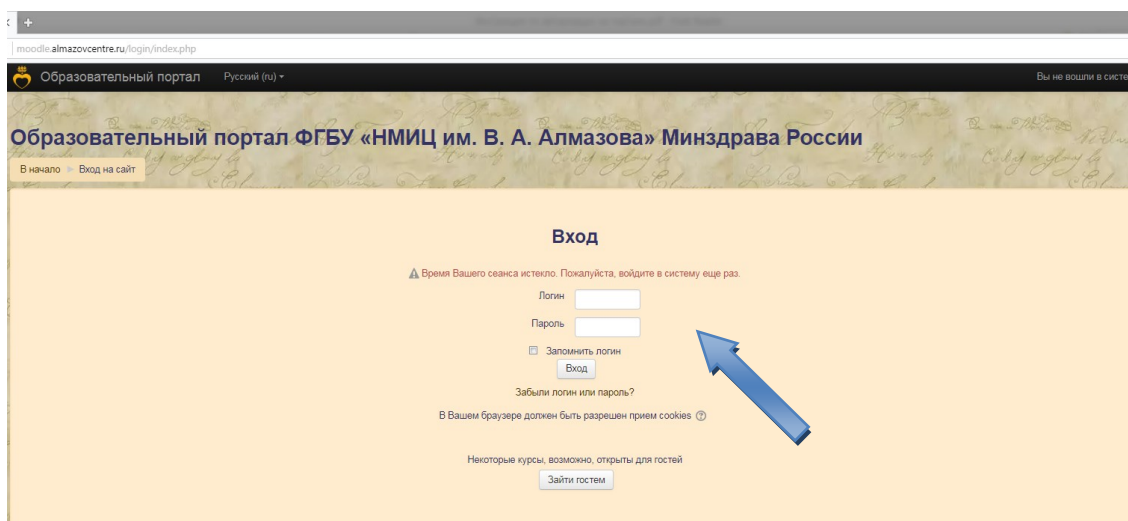 moodle.almazovcentre.ru/login/index.php
Образовательный портал Русский (ru) Вы не вошли в систе
Образовательный портал ФГБУ «НМИЦ им. В. А. Алмазова» Минздрава России
В начало Вход на сайт
Вход
Время Вашего сеанса истекло. Пожалуйста, войдите в систему еще раз.
Логин
Пароль
Запомнить логин
Вход
Забыли логин или пароль?
В Вашем браузере должен быть разрешен прием cookies
Некоторые курсы, возможно, открыты для гостей
Зайти гостем